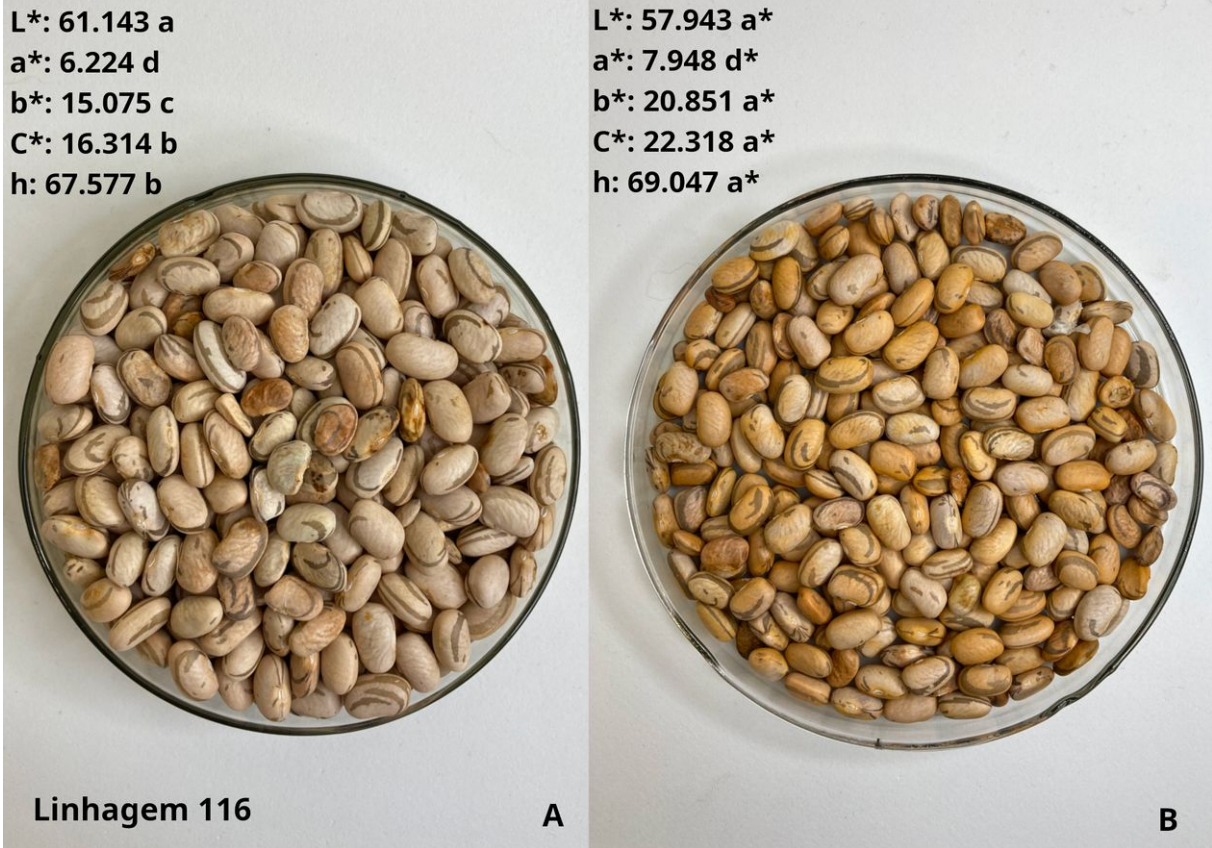 L*: 61.143 a
a*: 6.224 d
b*: 15.075 c
C*: 16.314 b
h: 67.577 b
L*: 57.943 a*
a*: 7.948 d*
b*: 20.851 a*
C*: 22.318 a*
h: 69.047 a*
Linhagem 116
A
B